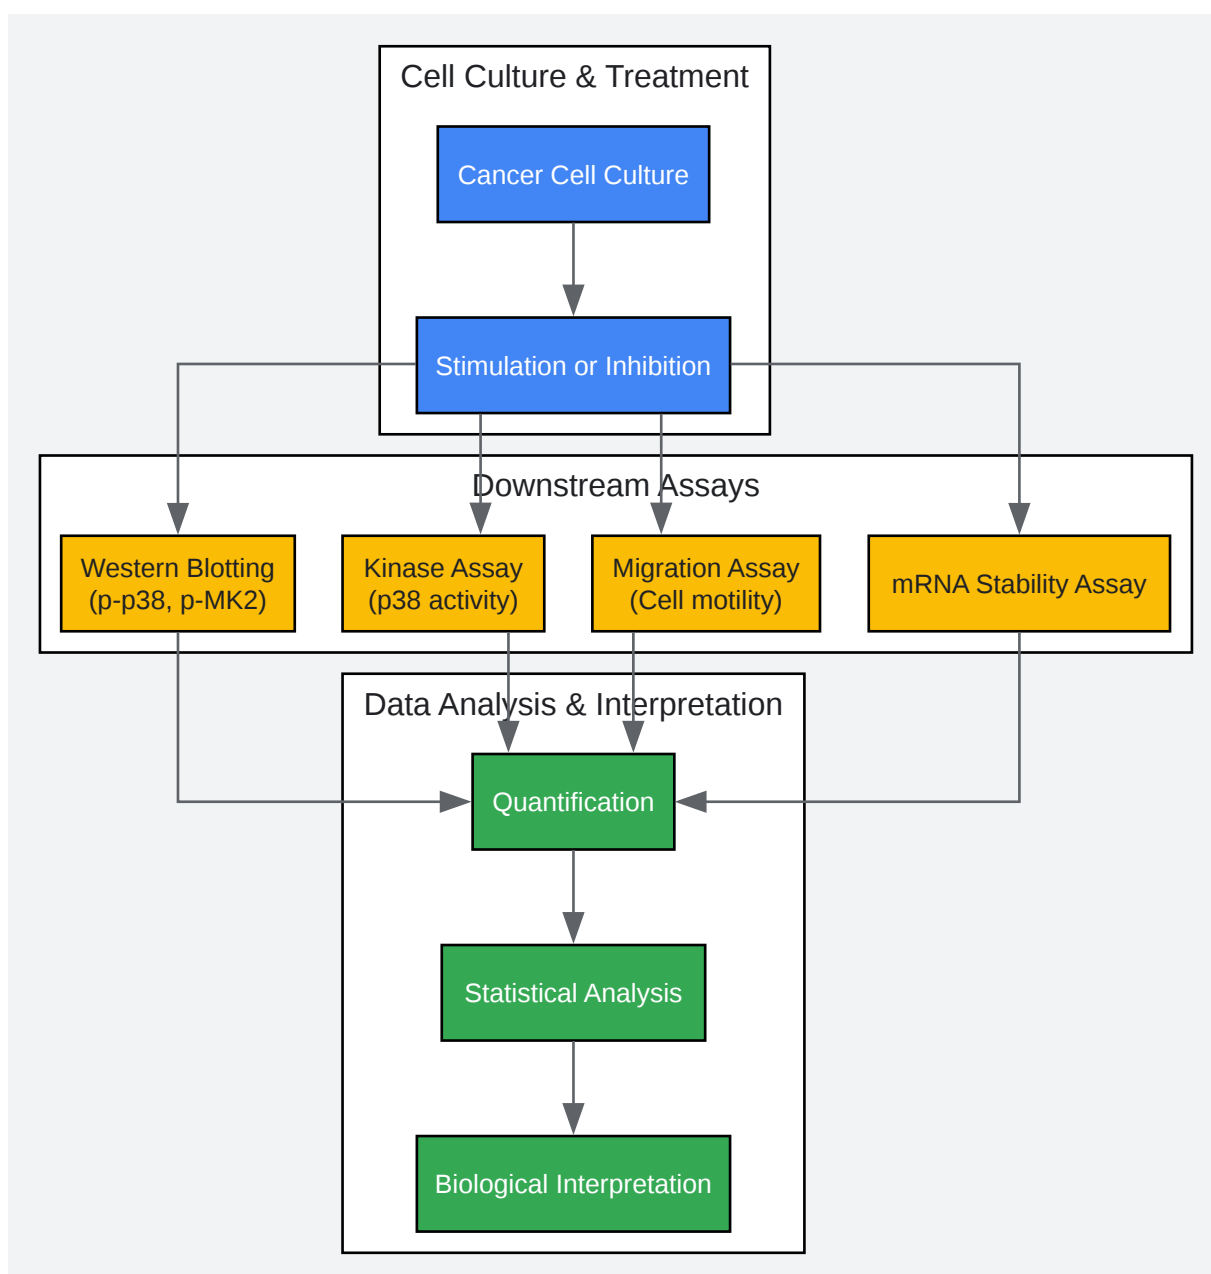 Cell Culture & Treatment
Cancer Cell Culture
Stimulation or Inhibition
Downstream Assays
Western Blotting
(p-p38, p-MK2)
Kinase Assay
(p38 activity)
Migration Assay
(Cell motility)
mRNA Stability Assay
Data Analysis & Interpretation
Quantification
Statistical Analysis
Biological Interpretation